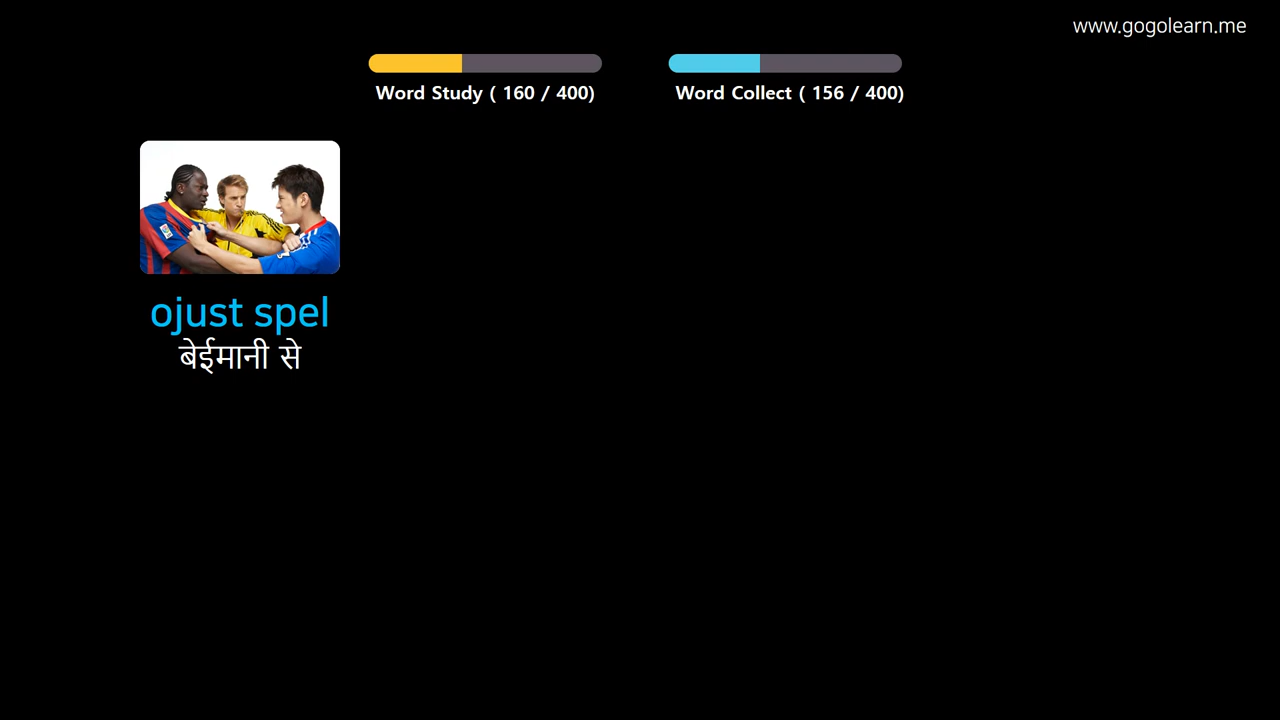 www.gogolearn.me
Word Study ( 160 / 400)
Word Collect ( 156 / 400)
ojust spel
बेईमानी से